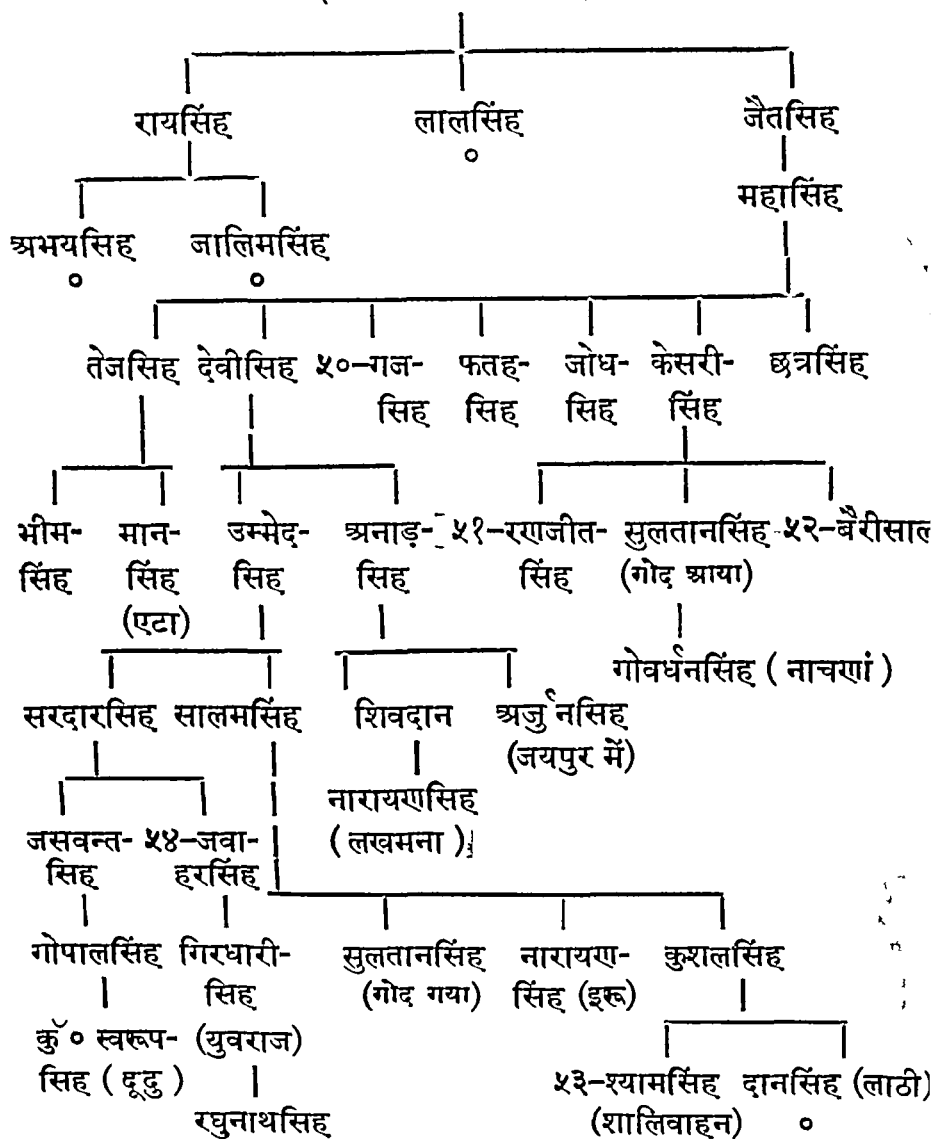 रायसिंह लालसिंह जैतसिह
० महासिंह
अभयसिह जालिमसिंह
० ०
तेजसिह देवीसिह ५०–गज- फतह- जोध- केसरी- छत्रसिंह
सिह सिंह सिह सिंह
भीम- मान- उम्मेद- अनाड़- ५१–रणजीत- सुलतानसिंह ५२–बैरीसाल
सिंह सिंह सिह सिह सिंह (गोद आया)
(एटा)
गोवर्धनसिंह ( नाचणां )
सरदारसिह सालमसिंह शिवदान अर्जुनसिह
(जयपुर में)
नारायणसिंह
जसवन्त- ५४–जवा- ( लखमना )
सिह हरसिंह
गोपालसिंह गिरधारी- सुलतानसिंह नारायण- कुशलसिंह
सिह (गोद गया) सिंह (इरू)
कुॅ० स्वरूप- (युवराज)
सिह ( दूदु ) ५३–श्यामसिंह दानसिंह (लाठी)
रघुनाथसिह (शालिवाहन) ०